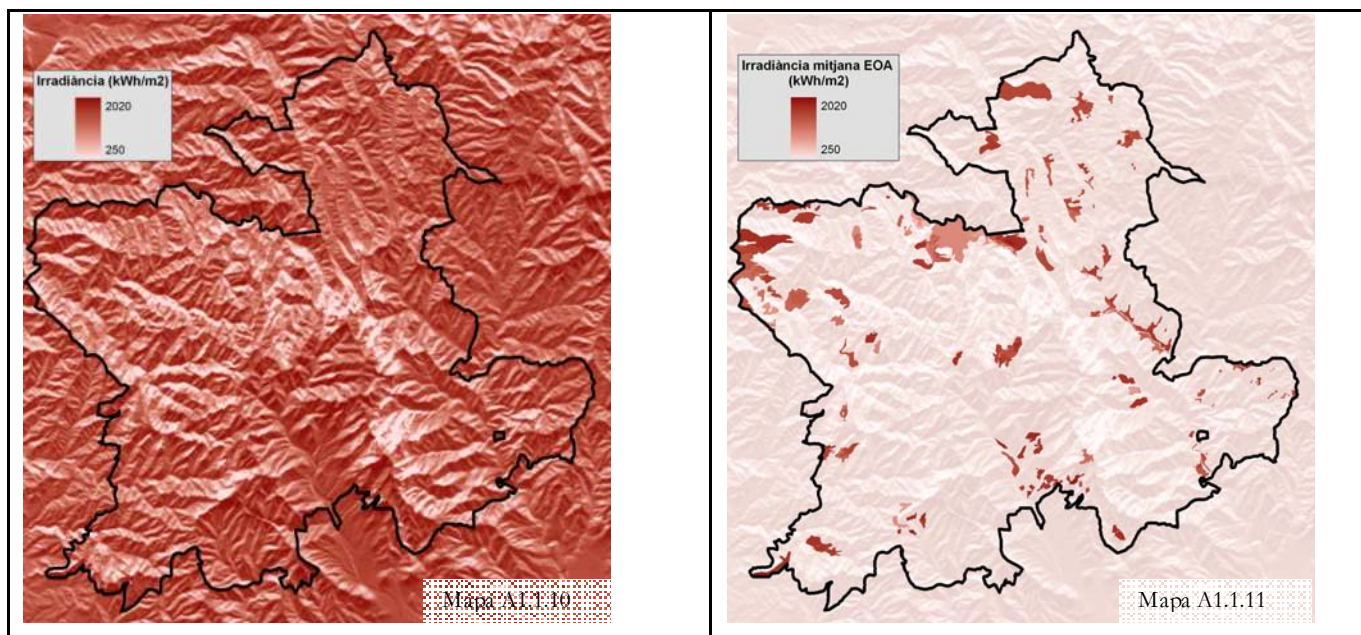 Irradiància (kWh/m2)
2020
250
Mapa A1.1.10
Irradiància mitjana EOA
(kWh/m2)
2020
250
Mapa A1.1.11